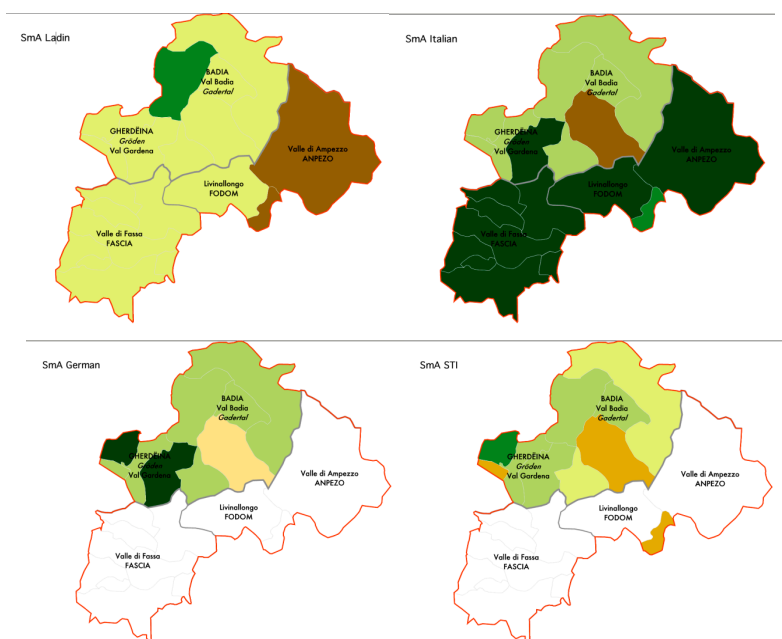 SmA Ladin
BADIA
Val Badia
Gadertal
GHERDËINA
Gröden
Val Gardena
Valle di Ampezzo
ANPEZO
Livinallongo
FODOM
Valle di Fassa
FASCIA
SmA Italian
BADIA
Val Badia
Gadertal
GHERDËINA
Gröden
Val Gardena
Valle di Ampezzo
ANPEZO
Livinallongo
FODOM
Valle di Fassa
FASCIA
SmA German
BADIA
Val Badia
Gadertal
GHERDËINA
Gröden
Val Gardena
Valle di Ampezzo
ANPEZO
Livinallongo
FODOM
Valle di Fassa
FASCIA
SmA STI
BADIA
Val Badia
Gadertal
GHERDËINA
Gröden
Val Gardena
Valle di Ampezzo
ANPEZO
Livinallongo
FODOM
Valle di Fassa
FASCIA